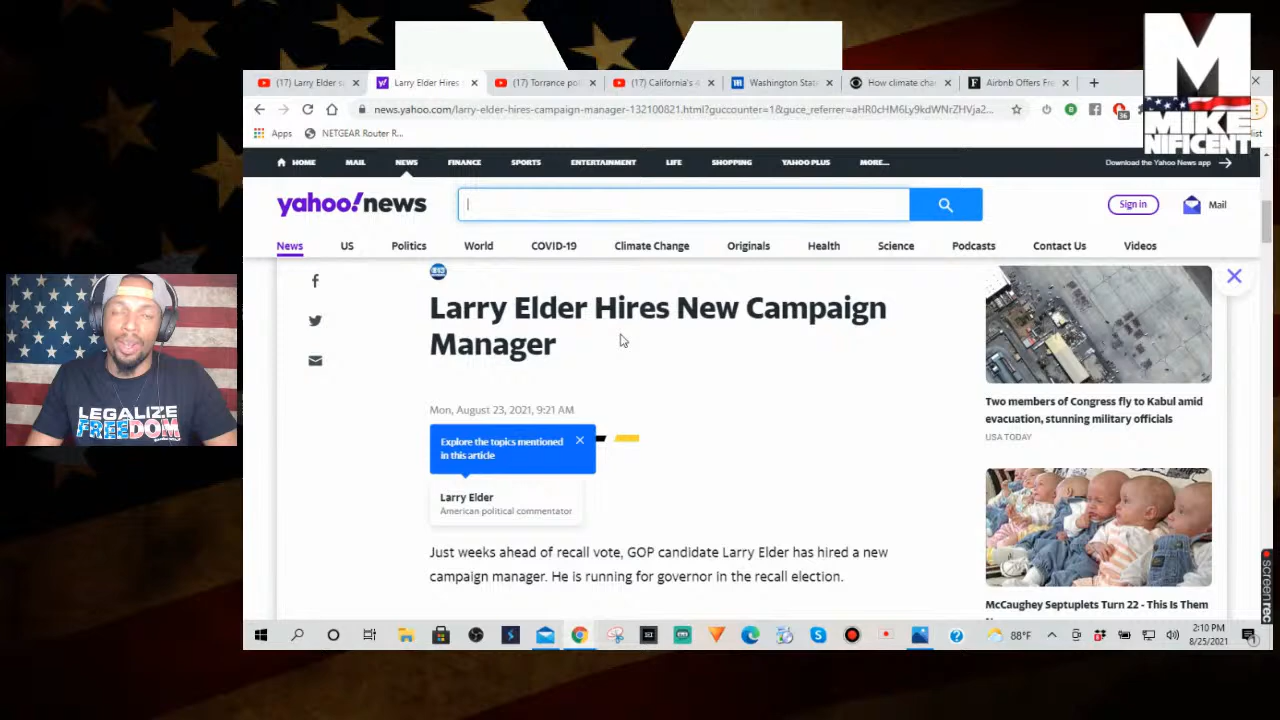 M
MIKE
NIFICENT
(17) Larry Elder s
Larry Elder Hires
(17) Torrance po
(17) California's
Washington State
How climate cha
Airbnb Offers Fre
news.yahoo.com/larry-elder-hires-campaign-manager-132100821.html?guccounter=1&guce_referrer=aHR0cHM6Ly9kdWNrZHVja2...
36
Apps
NETGEAR Router R...
HOME
MAIL
NEWS
FINANCE
SPORTS
ENTERTAINMENT
LIFE
SHOPPING
YAHOO PLUS
MORE...
Download the Yahoo News app
yahoo!news
Sign in
Mail
News
US
Politics
World
COVID-19
Climate Change
Originals
Health
Science
Podcasts
Contact Us
Videos
Larry Elder Hires New Campaign
Manager
Mon, August 23, 2021, 9:21 AM
Explore the topics mentioned
in this article
Larry Elder
American political commentator
Just weeks ahead of recall vote, GOP candidate Larry Elder has hired a new
campaign manager. He is running for governor in the recall election.
Two members of Congress fly to Kabul amid
evacuation, stunning military officials
USA TODAY
McCaughey Septuplets Turn 22 - This Is Them
LEGALIZE
FREEDOM
screenrec
88°F
2:10 PM
8/25/2021